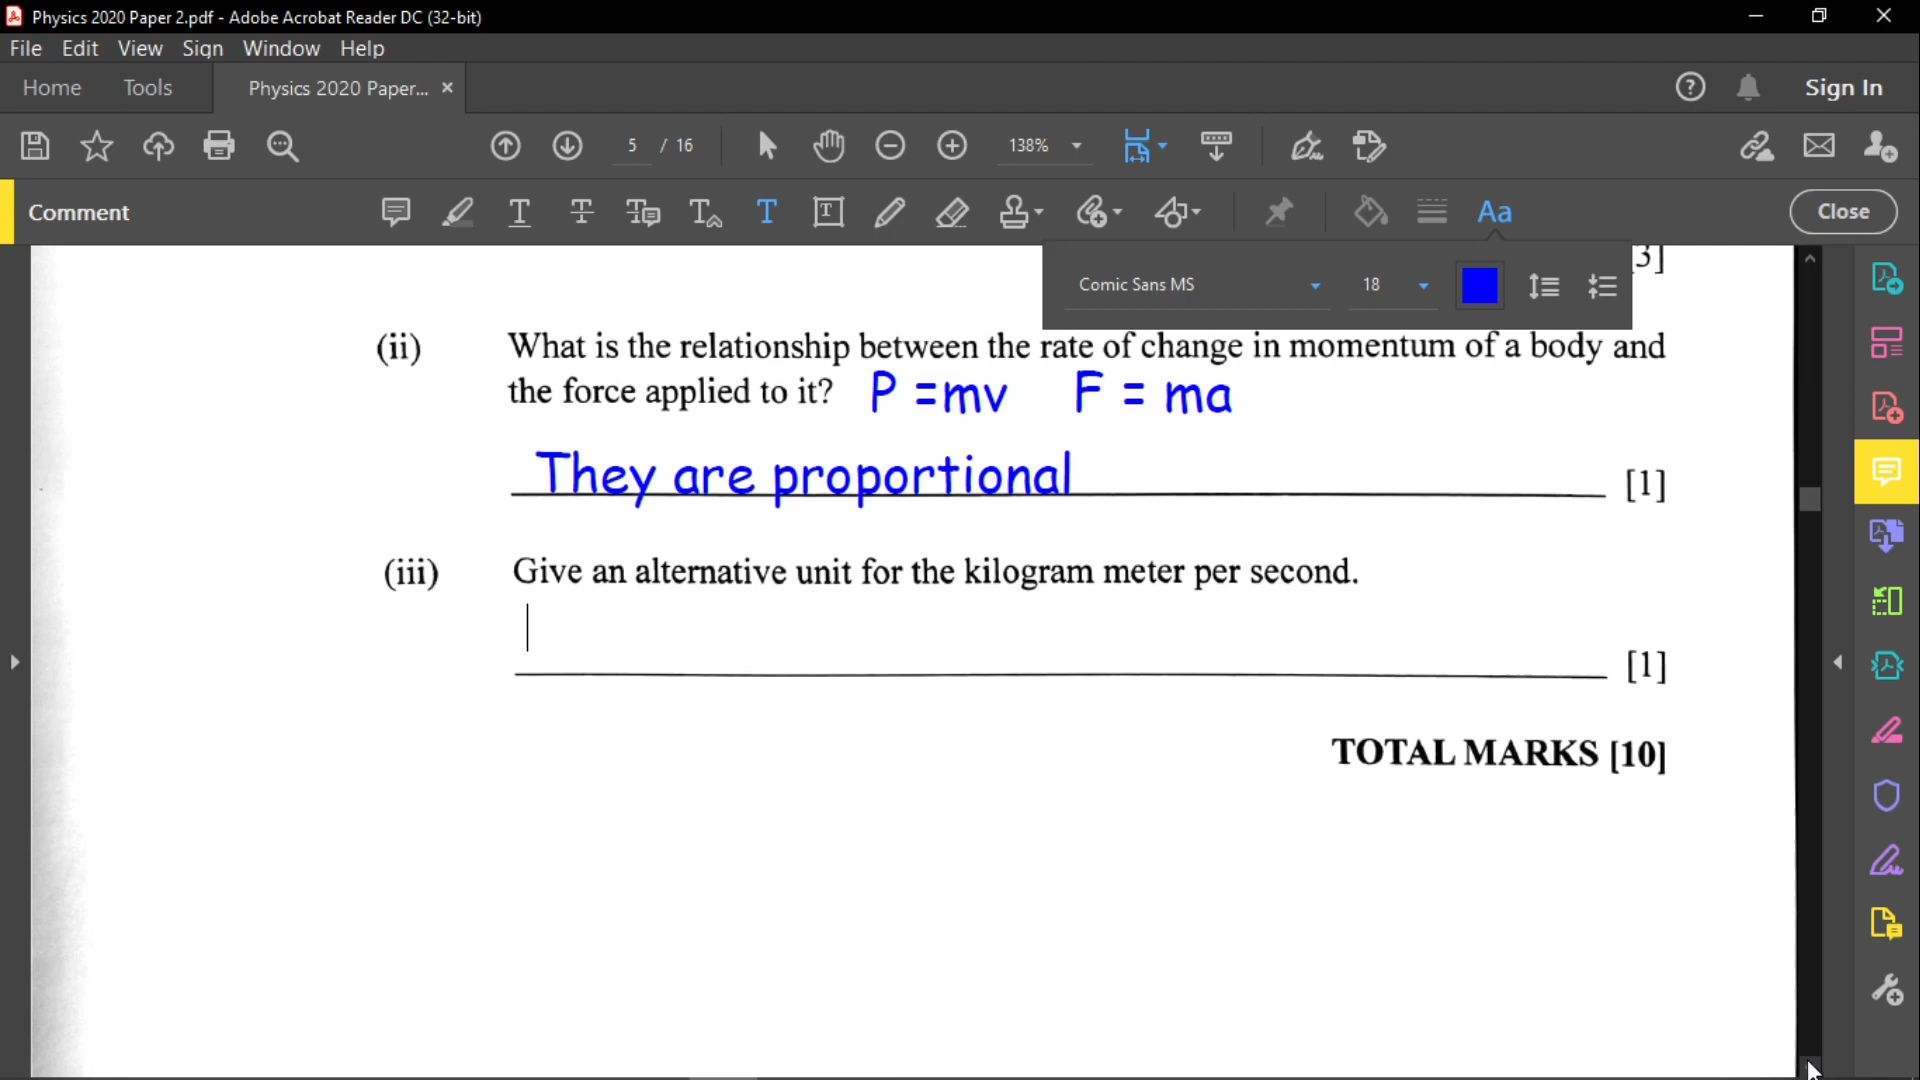 Physics 2020 Paper 2.pdf - Adobe Acrobat Reader DC (32-bit)
File Edit View Sign Window Help
Home Tools Physics 2020 Paper... × Sign In
5 / 16 138%
Comment Close
Comic Sans MS 18
3]
(ii) What is the relationship between the rate of change in momentum of a body and
the force applied to it? P =mv F = ma
They are proportional [1]
(iii) Give an alternative unit for the kilogram meter per second.
[1]
TOTAL MARKS [10]